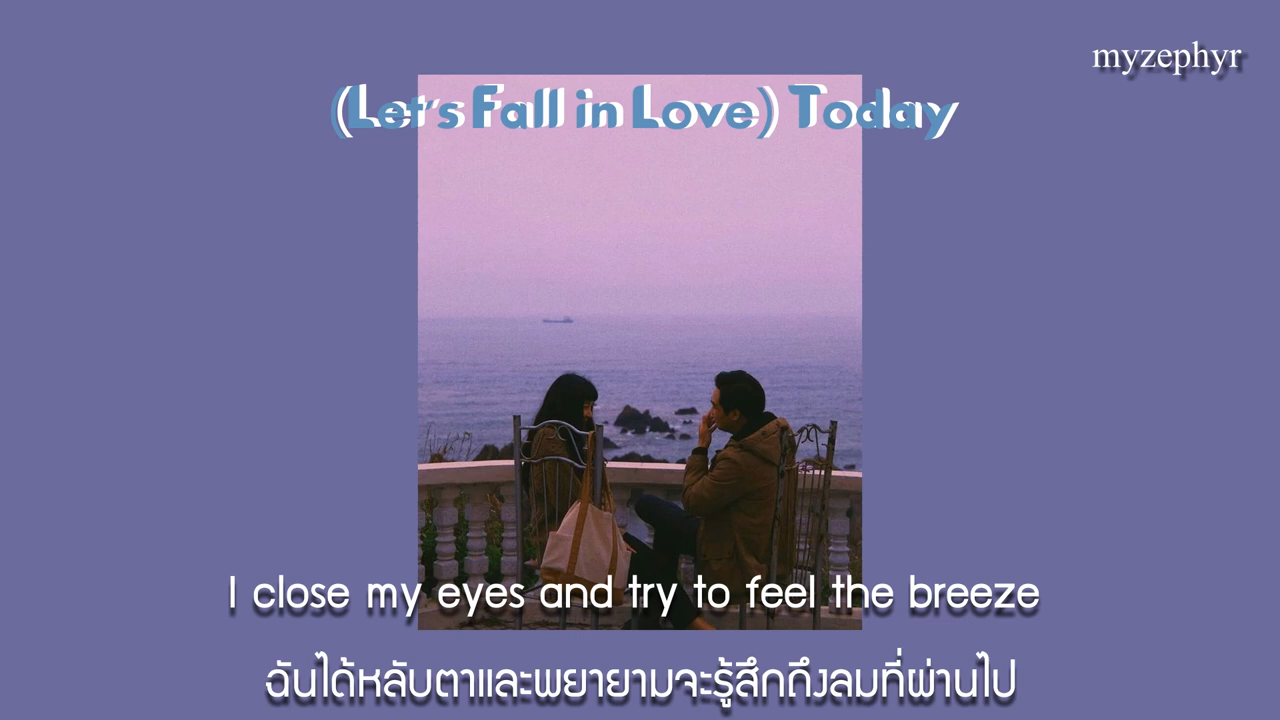 myzephyr
(Let's Fall in Love) Today
I close my eyes and try to feel the breeze
ฉันได้หลับตาและพยายามจะรู้สึกถึงลมที่ผ่านไป